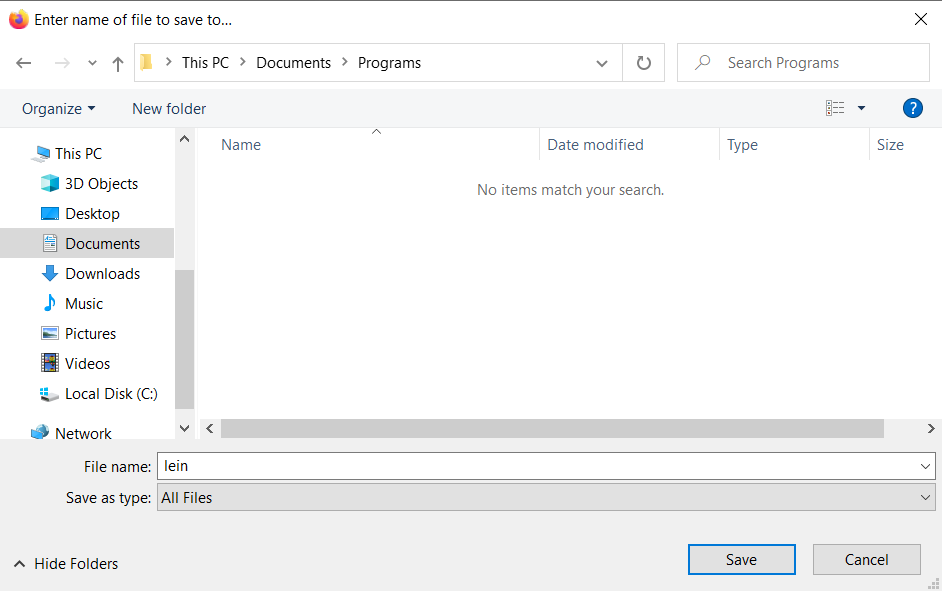 Enter name of file to save to...
This PC Documents Programs
Search Programs
Organize New folder
?
Name Date modified Type Size
No items match your search.
This PC
3D Objects
Desktop
Documents
Downloads
Music
Pictures
Videos
Local Disk (C:)
Network
File name: lein
Save as type: All Files
Hide Folders
Save Cancel